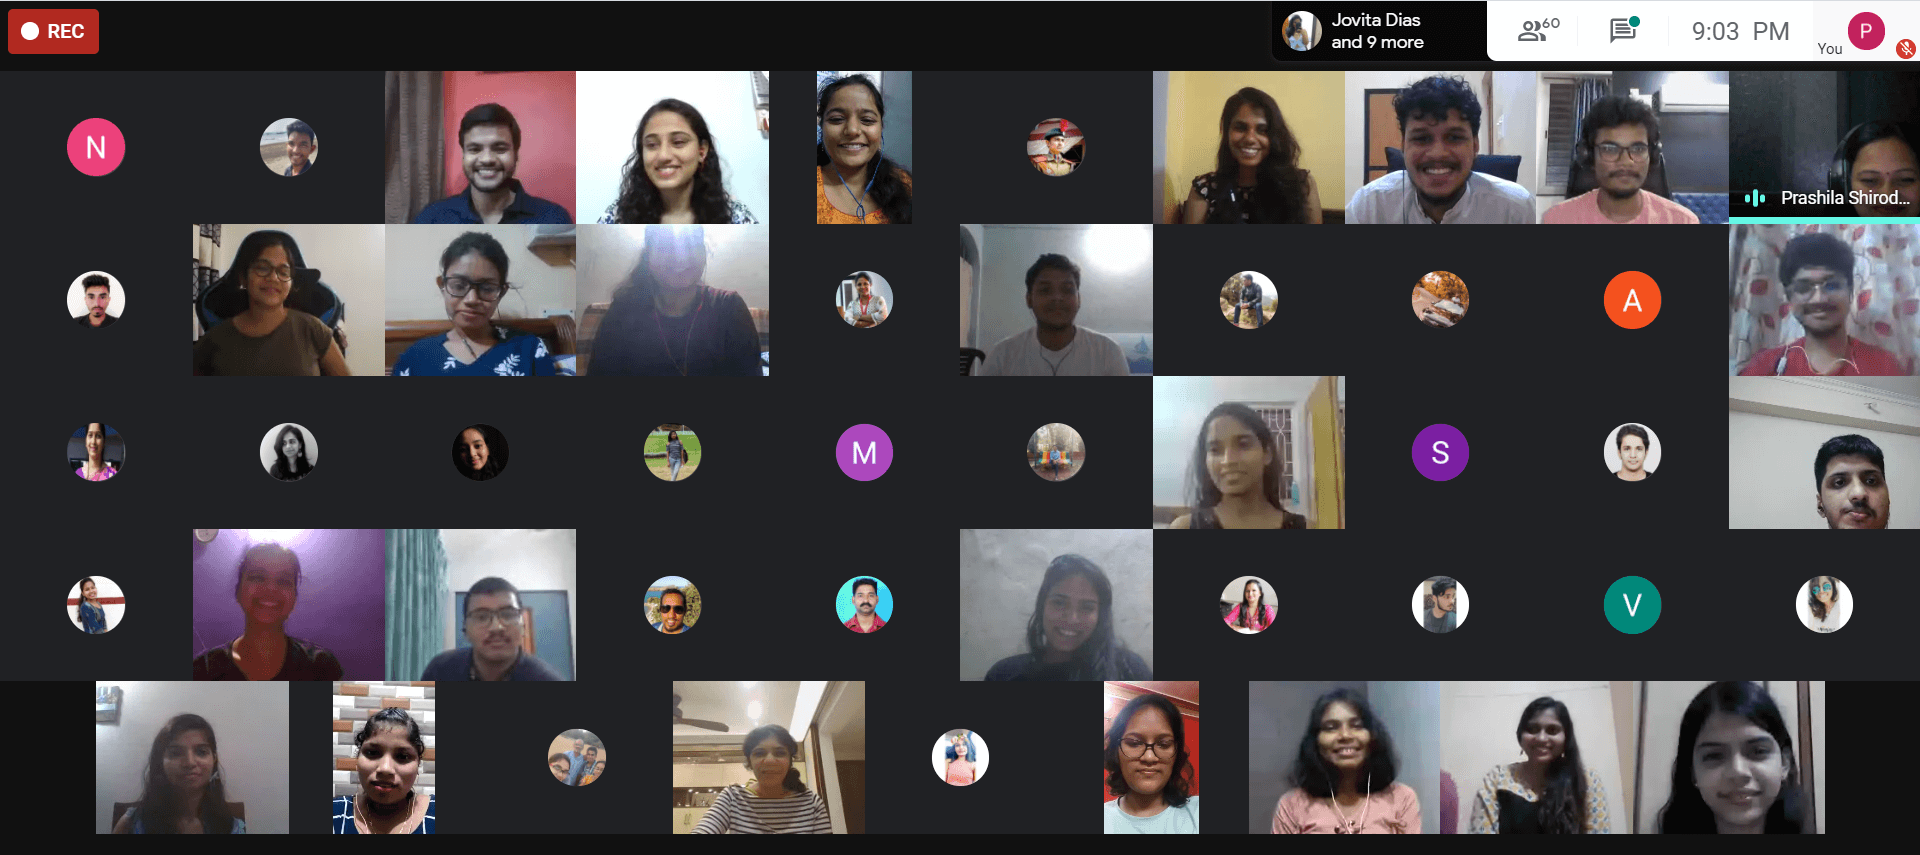 REC
Jovita Dias
and 9 more
60
9:03 PM
You
P
N
Prashila Shirod...
A
M
S
V